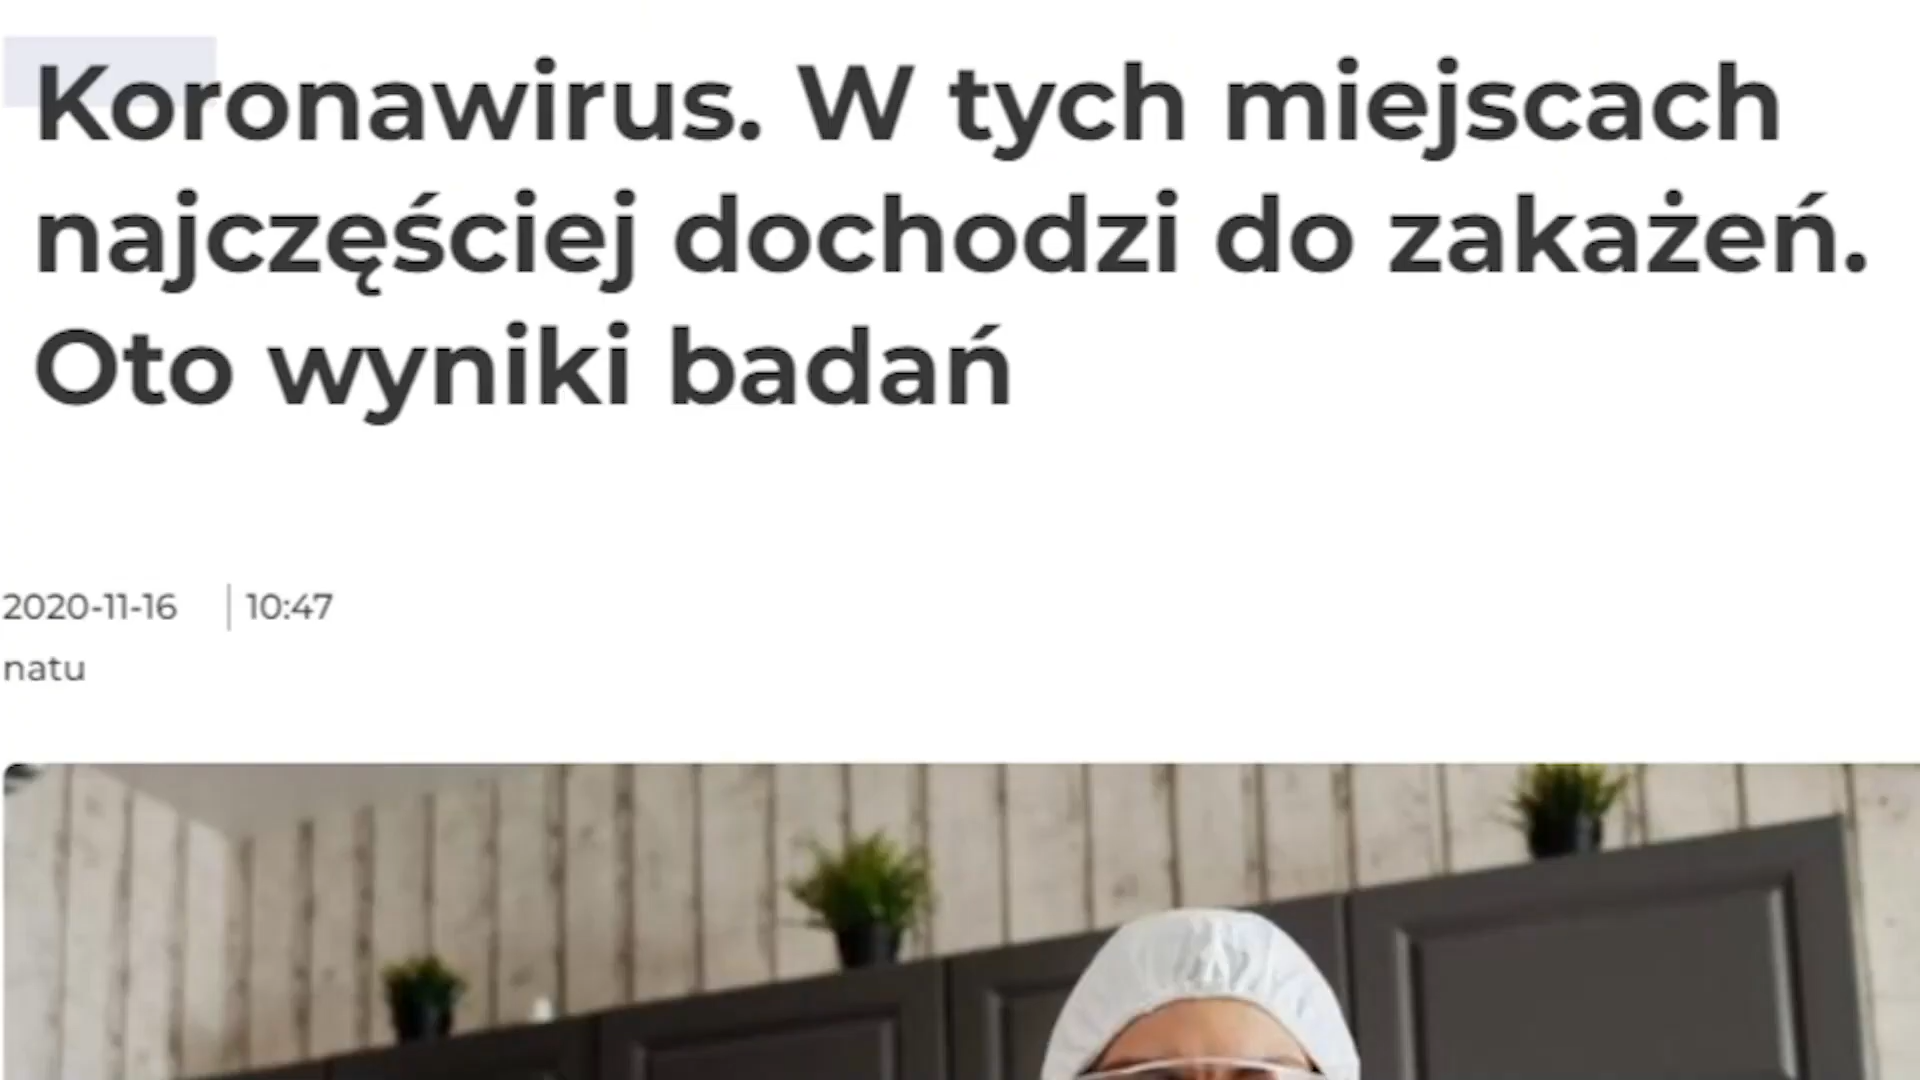 Koronawirus. W tych miejscach
najczęściej dochodzi do zakażeń.
Oto wyniki badań
2020-11-16 | 10:47
natu